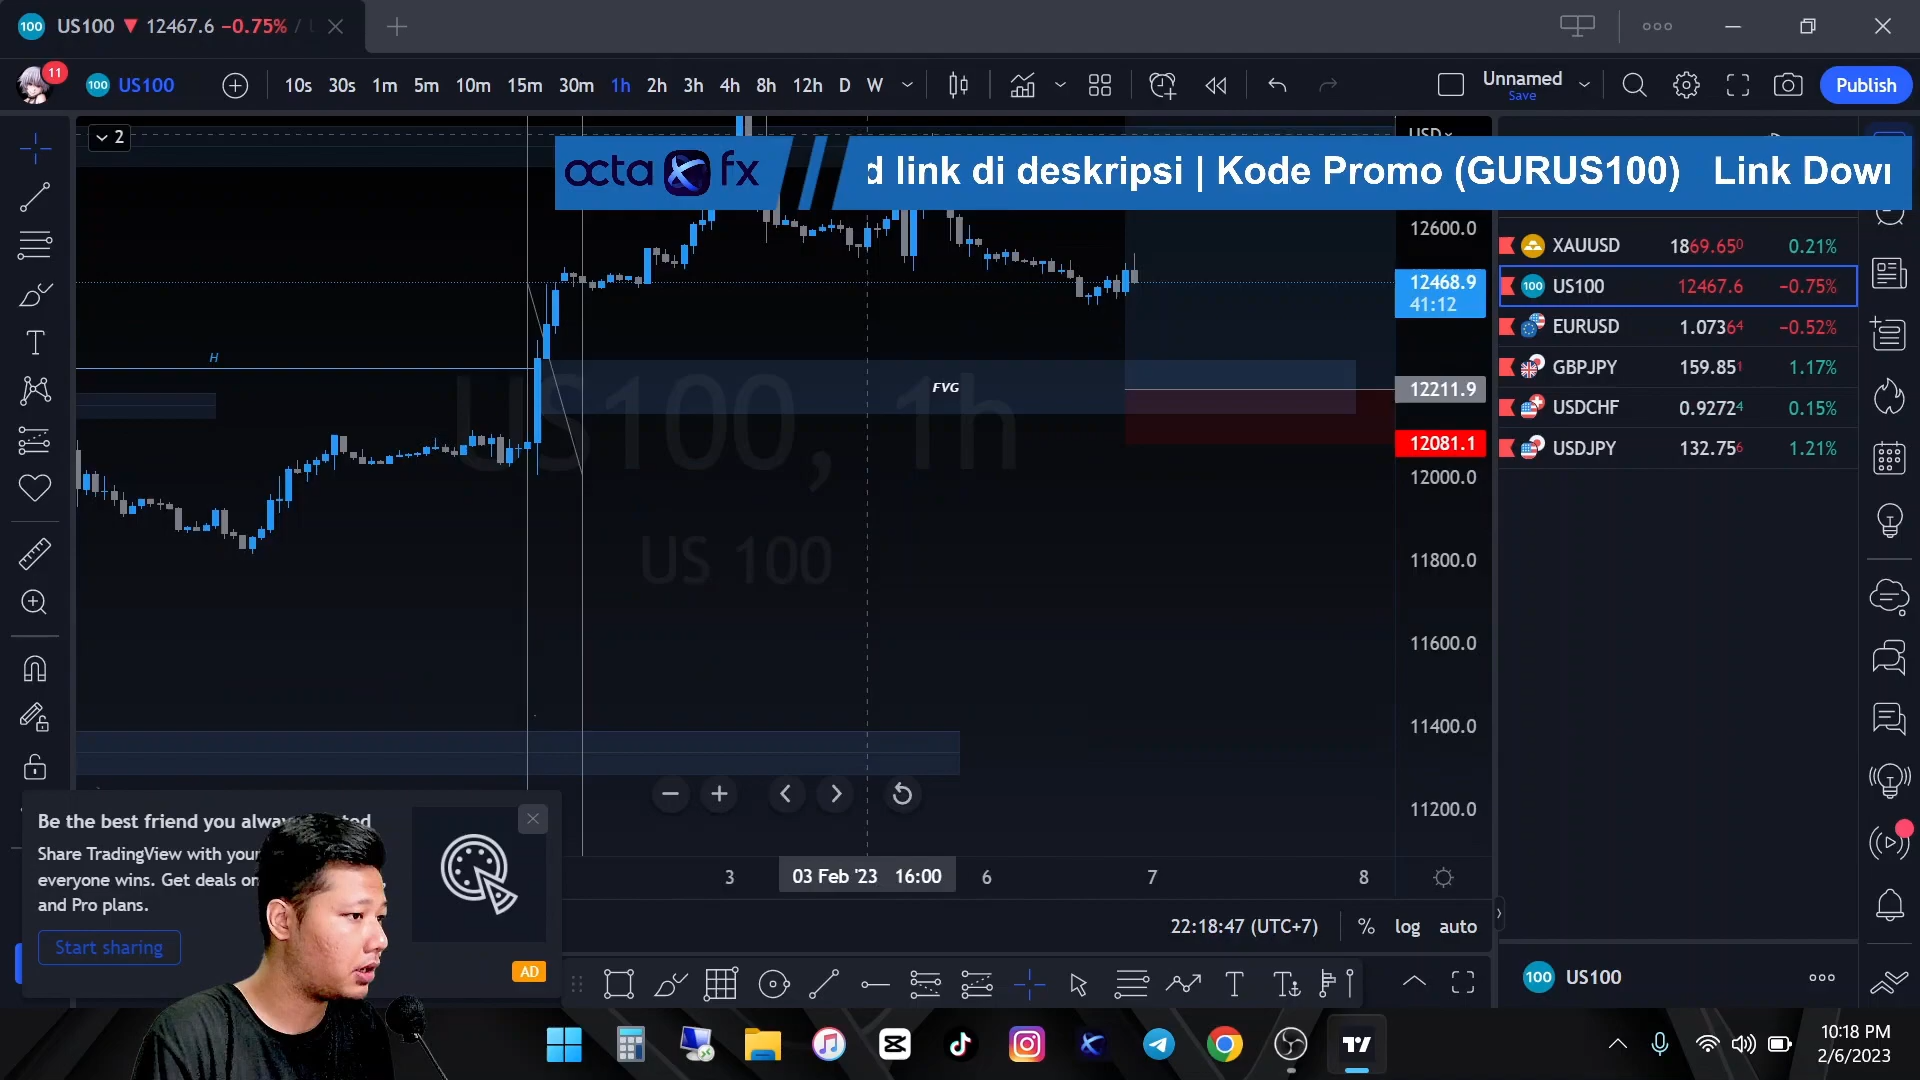 100 US100 12467.6 −0.75% /
11 100 US100 10s 30s 1m 5m 10m 15m 30m 1h 2h 3h 4h 8h 12h D W Unnamed Publish
Save
2
USD
octa fx d link di deskripsi | Kode Promo (GURUS100) Link Dow
12600.0
XAUUSD 1869.650 0.21%
12468.9
41:12
100 US100 12467.6 −0.75%
EURUSD 1.07364 −0.52%
H
GBPJPY 159.851 1.17%
FVG
12211.9
USDCHF 0.92724 0.15%
12081.1
USDJPY 132.756 1.21%
US100, 1h
12000.0
US 100
11800.0
11600.0
11400.0
11200.0
Be the best friend you
Share TradingView with
everyone wins. Get deals
and Pro plans.
Start sharing
AD
3 03 Feb '23 16:00 6 7 8
22:18:47 (UTC+7) % log auto
100 US100
10:18 PM
2/6/2023